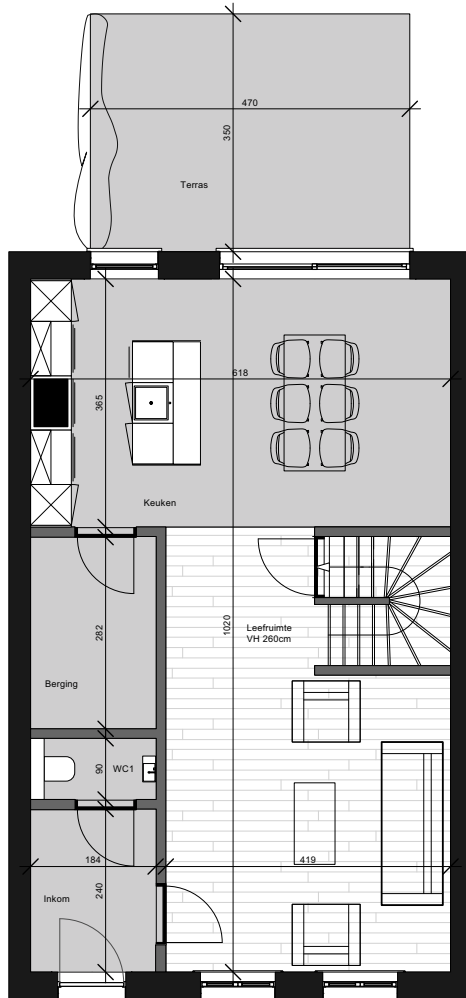 470
350
Terras
618
365
Keuken
1020
282
Leefruimte
VH 260cm
Berging
90
WC1
184
419
240
Inkom